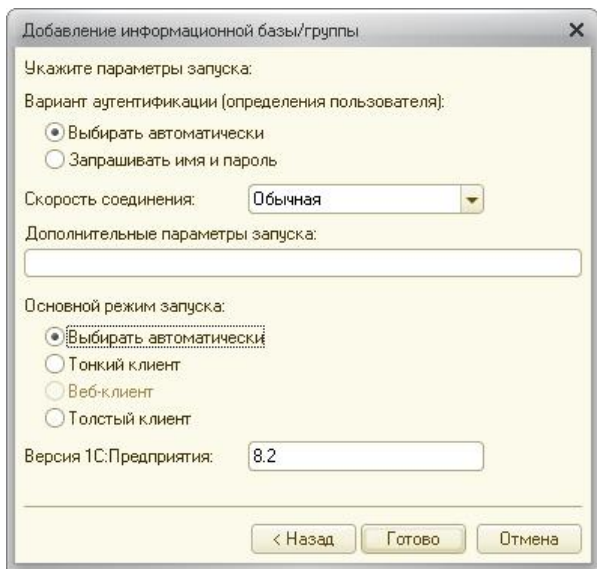 Добавление информационной базы/группы
Укажите параметры запуска:
Вариант аутентификации (определения пользователя):
Выбирать автоматически
Запрашивать имя и пароль
Скорость соединения: Обычная
Дополнительные параметры запуска:
Основной режим запуска:
Выбирать автоматически
Тонкий клиент
Веб-клиент
Толстый клиент
Версия 1С:Предприятия: 8.2
< Назад Готово Отмена